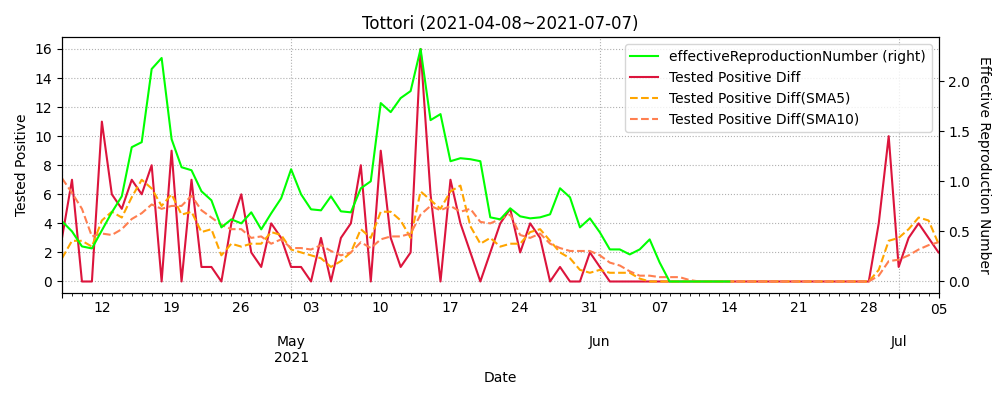 Tottori (2021-04-08~2021-07-07)
effectiveReproductionNumber (right)
Tested Positive Diff
Tested Positive Diff(SMA5)
Tested Positive Diff(SMA10)
Tested Positive
16
14
12
10
8
6
4
2
0
2.0
1.5
1.0
0.5
0.0
Effective Reproduction Number
12 19 26 03 10 17 24 31 07 14 21 28 05
May Jun Jul
2021
Date